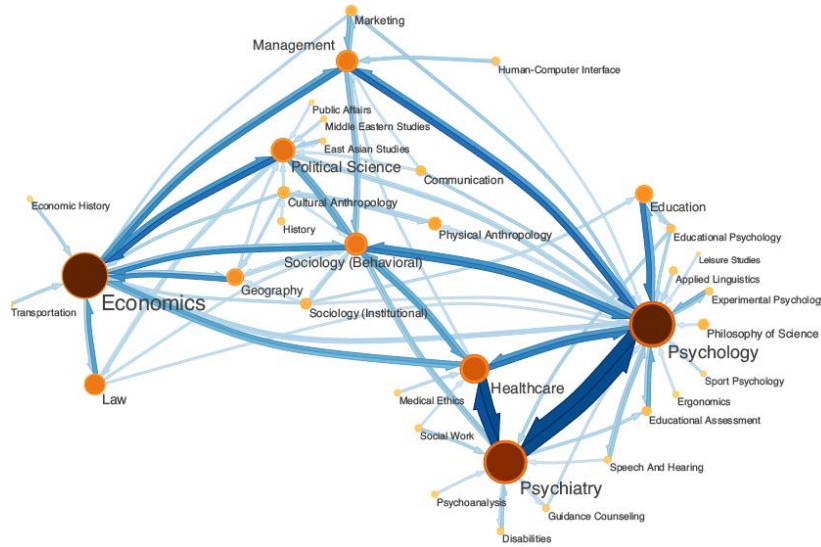 Marketing
Management
Human-Computer Interface
Public Affairs
Middle Eastern Studies
East Asian Studies
Political Science
Communication
Economic History
Cultural Anthropology
Education
History
Physical Anthropology
Educational Psychology
Sociology (Behavioral)
Leisure Studies
Applied Linguistics
Geography
Economics
Experimental Psycholog
Transportation
Sociology (Institutional)
Philosophy of Science
Psychology
Sport Psychology
Law
Healthcare
Medical Ethics
Ergonomics
Educational Assessment
Social Work
Speech And Hearing
Psychiatry
Psychoanalysis
Guidance Counseling
Disabilities